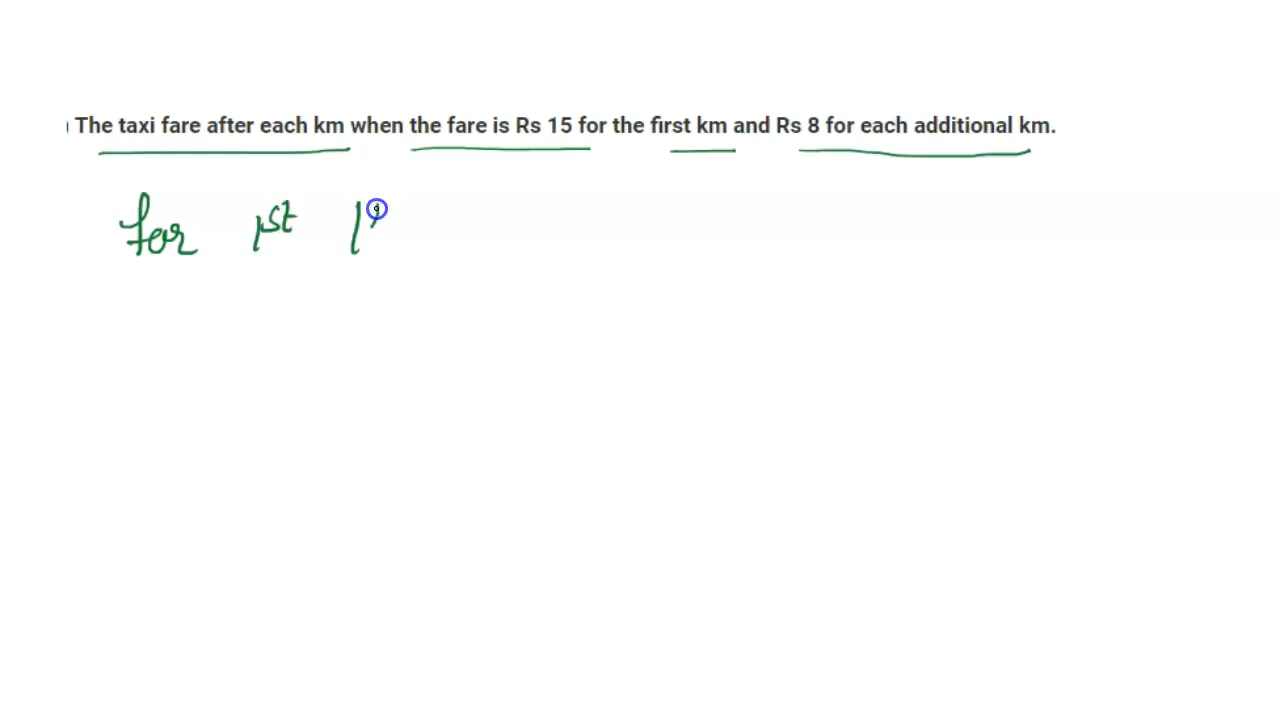 The taxi fare after each km when the fare is Rs 15 for the first km and Rs 8 for each additional km.
for 1st